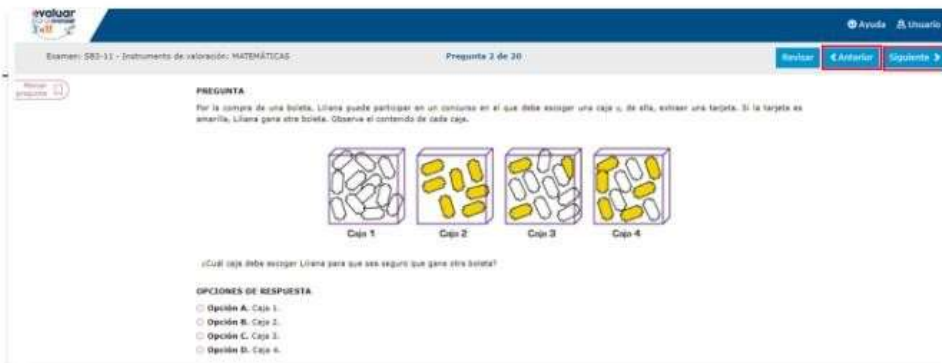 evaluar
Ayuda Usuario
Examen: SB3-11 - Instrumento de valoración: MATEMÁTICAS Pregunta 2 de 20 Revisar Anterior Siguiente
Marcar
pregunta
PREGUNTA
Por la compra de una boleta, Liliana puede participar en un concurso en el que debe escoger una caja y, de ella, extraer una tarjeta. Si la tarjeta es
amarilla, Liliana gana otra boleta. Observe el contenido de cada caja.
Caja 1 Caja 2 Caja 3 Caja 4
¿Cuál caja debe escoger Liliana para que sea seguro que gane otra boleta?
OPCIONES DE RESPUESTA
Opción A. Caja 1.
Opción B. Caja 2.
Opción C. Caja 3.
Opción D. Caja 4.